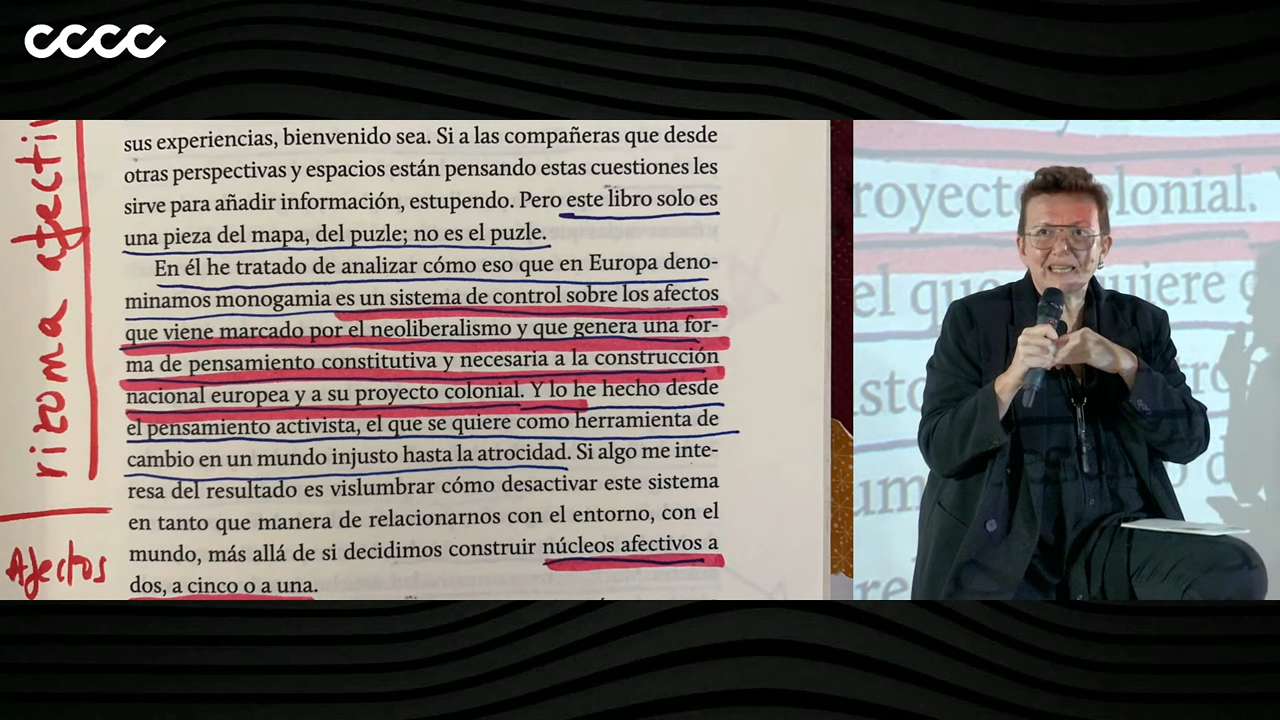 cccc
rizoma afecti
Afectos
sus experiencias, bienvenido sea. Si a las compañeras que desde
otras perspectivas y espacios están pensando estas cuestiones les
sirve para añadir información, estupendo. Pero este libro solo es
una pieza del mapa, del puzle; no es el puzle.
En él he tratado de analizar cómo eso que en Europa deno-
minamos monogamia es un sistema de control sobre los afectos
que viene marcado por el neoliberalismo y que genera una for-
ma de pensamiento constitutiva y necesaria a la construcción
nacional europea y a su proyecto colonial. Y lo he hecho desde
el pensamiento activista, el que se quiere como herramienta de
cambio en un mundo injusto hasta la atrocidad. Si algo me inte-
resa del resultado es vislumbrar cómo desactivar este sistema
en tanto que manera de relacionarnos con el entorno, con el
mundo, más allá de si decidimos construir núcleos afectivos a
dos, a cinco o a una.
royecto colonial.
el que quiere